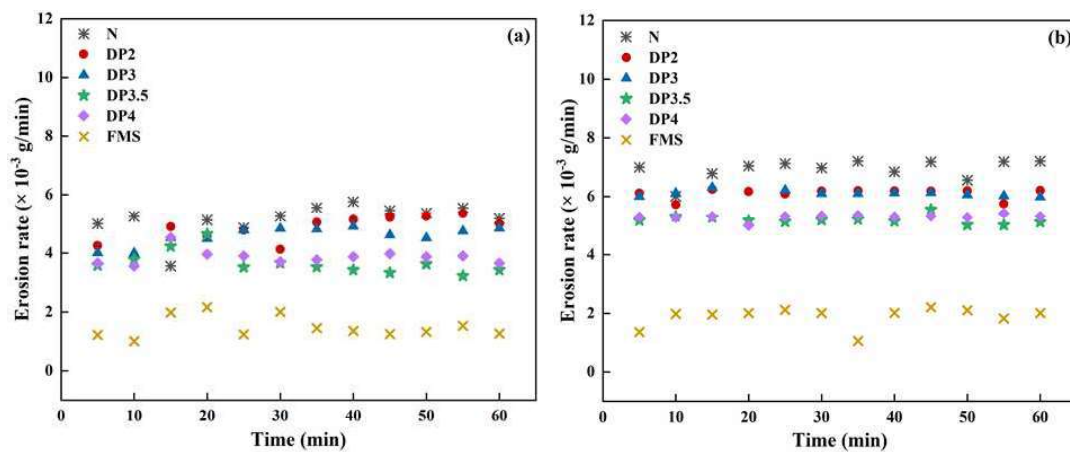 12
10
8
6
4
2
0
Erosion rate (× 10⁻³ g/min)
N
DP2
DP3
DP3.5
DP4
FMS
(a)
0 10 20 30 40 50 60
Time (min)
12
10
8
6
4
2
0
Erosion rate (× 10⁻³ g/min)
N
DP2
DP3
DP3.5
DP4
FMS
(b)
0 10 20 30 40 50 60
Time (min)